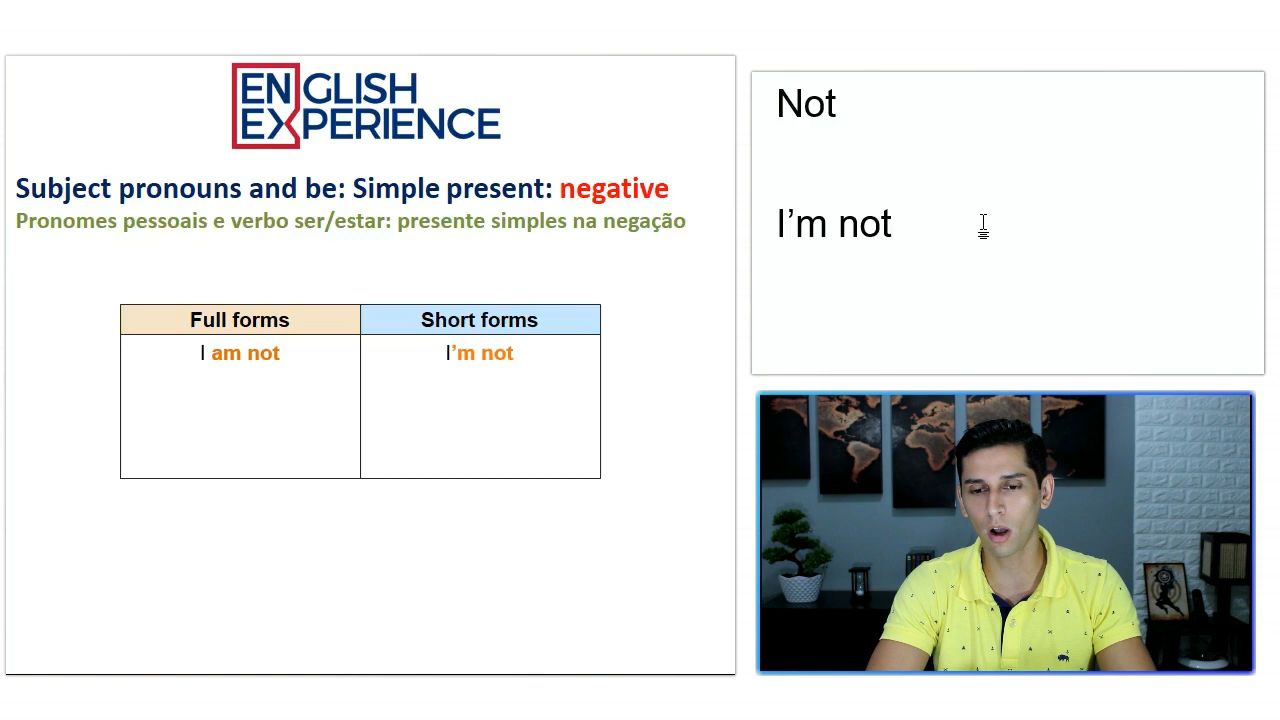 ENGLISH
EXPERIENCE
Subject pronouns and be: Simple present: negative
Pronomes pessoais e verbo ser/estar: presente simples na negação
Full forms
Short forms
I am not
I’m not
Not
I’m not